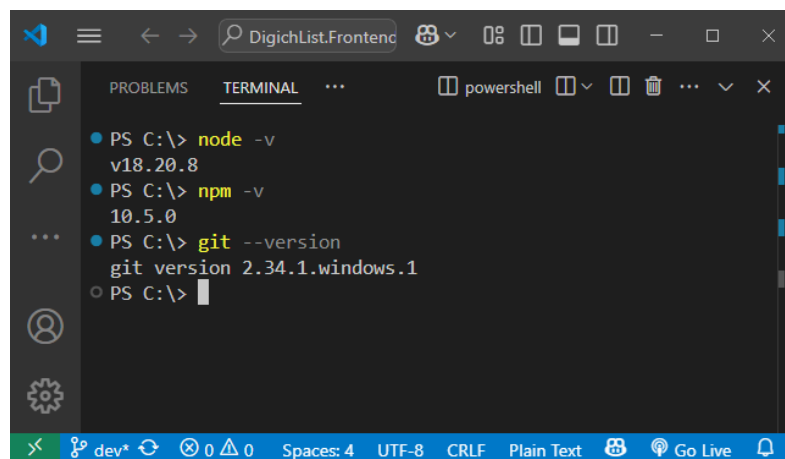 DigichList.Frontend
PROBLEMS TERMINAL ··· powershell
PS C:\> node -v
v18.20.8
PS C:\> npm -v
10.5.0
PS C:\> git --version
git version 2.34.1.windows.1
PS C:\>
dev* 0 0 Spaces: 4 UTF-8 CRLF Plain Text Go Live